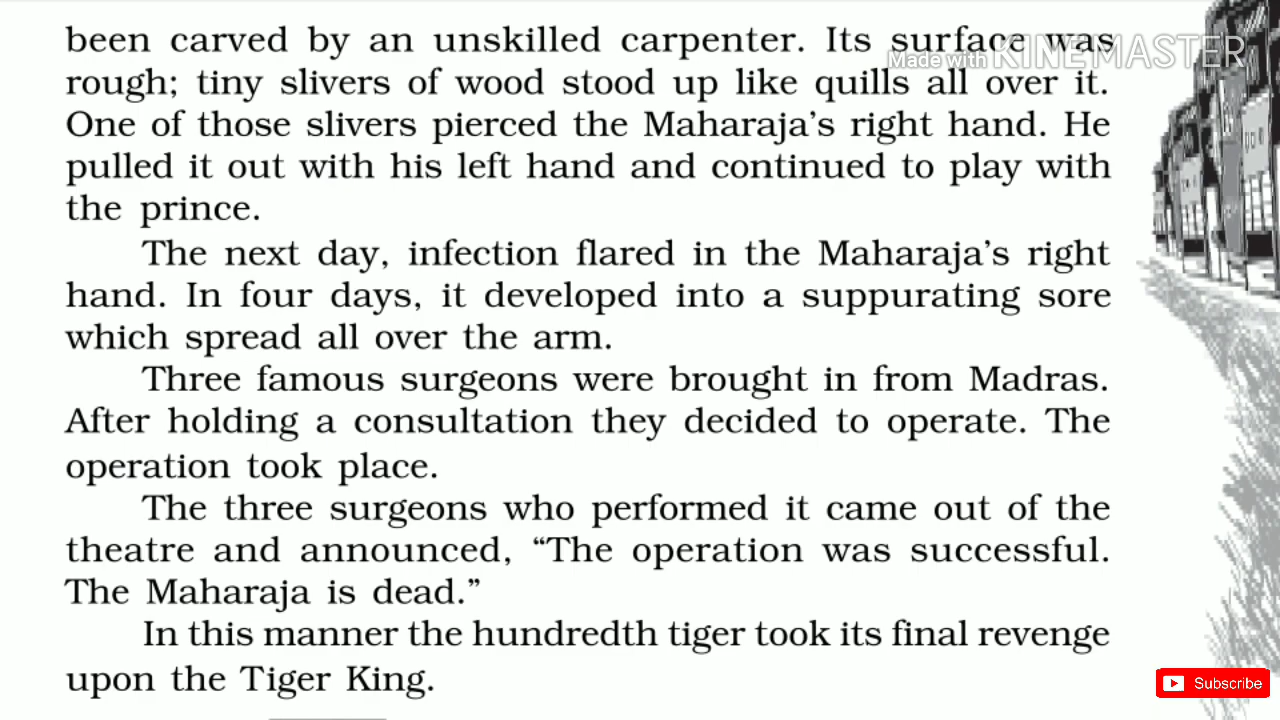 been carved by an unskilled carpenter. Its surface was
Made with KINEMASTER
rough; tiny slivers of wood stood up like quills all over it.
One of those slivers pierced the Maharaja's right hand. He
pulled it out with his left hand and continued to play with
the prince.
The next day, infection flared in the Maharaja's right
hand. In four days, it developed into a suppurating sore
which spread all over the arm.
Three famous surgeons were brought in from Madras.
After holding a consultation they decided to operate. The
operation took place.
The three surgeons who performed it came out of the
theatre and announced, “The operation was successful.
The Maharaja is dead.”
In this manner the hundredth tiger took its final revenge
upon the Tiger King.
Subscribe